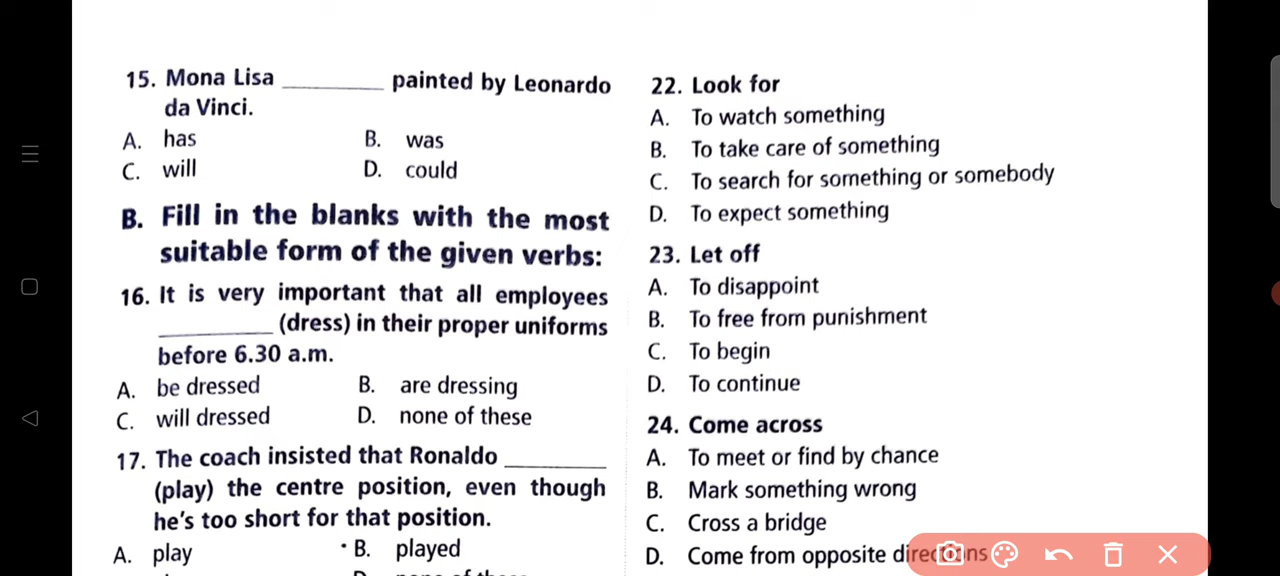 15. Mona Lisa ________ painted by Leonardo
da Vinci.
A. has B. was
C. will D. could
B. Fill in the blanks with the most
suitable form of the given verbs:
16. It is very important that all employees
________ (dress) in their proper uniforms
before 6.30 a.m.
A. be dressed B. are dressing
C. will dressed D. none of these
17. The coach insisted that Ronaldo ________
(play) the centre position, even though
he's too short for that position.
A. play B. played
D. none of these
22. Look for
A. To watch something
B. To take care of something
C. To search for something or somebody
D. To expect something
23. Let off
A. To disappoint
B. To free from punishment
C. To begin
D. To continue
24. Come across
A. To meet or find by chance
B. Mark something wrong
C. Cross a bridge
D. Come from opposite directions